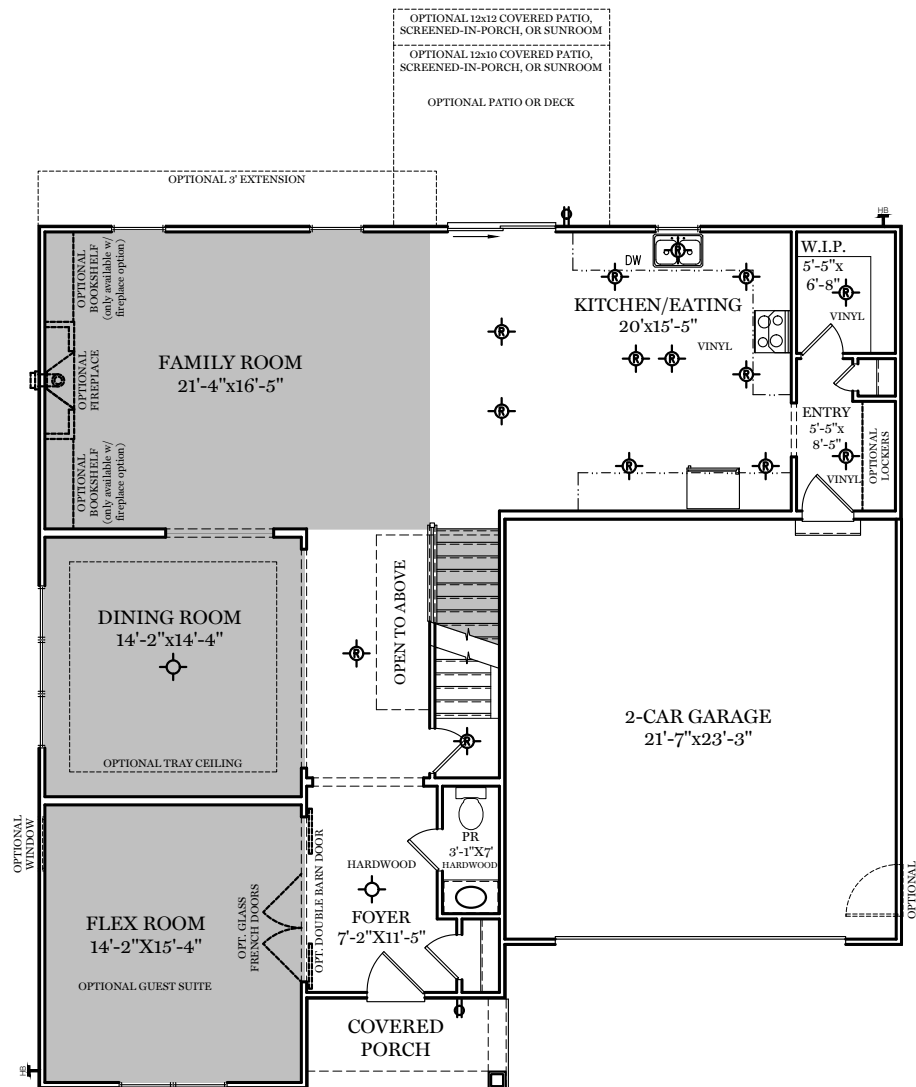 OPTIONAL 12x12 COVERED PATIO,
SCREENED-IN-PORCH, OR SUNROOM
OPTIONAL 12x10 COVERED PATIO,
SCREENED-IN-PORCH, OR SUNROOM
OPTIONAL PATIO OR DECK
OPTIONAL 3' EXTENSION
HB
OPTIONAL
BOOKSHELF
(only available w/
fireplace option)
DW
R
W.I.P.
5'-5"x
6'-8"
R
VINYL
R
R
KITCHEN/EATING
20'x15'-5"
VINYL
R
R
R
R
R
FAMILY ROOM
21'-4"x16'-5"
OPTIONAL
FIREPLACE
ENTRY
5'-5"x
8'-5"
R
VINYL
OPTIONAL
LOCKERS
OPTIONAL
BOOKSHELF
(only available w/
fireplace option)
R
R
DINING ROOM
14'-2"x14'-4"
OPTIONAL TRAY CEILING
R
OPEN TO ABOVE
R
2-CAR GARAGE
21'-7"x23'-3"
OPTIONAL
WINDOW
OPT. DOUBLE BARN DOOR
HARDWOOD
PR
3'-1"X7'
HARDWOOD
OPTIONAL
FLEX ROOM
14'-2"X15'-4"
OPT. GLASS
FRENCH DOORS
FOYER
7'-2"X11'-5"
OPTIONAL GUEST SUITE
COVERED
PORCH
HB